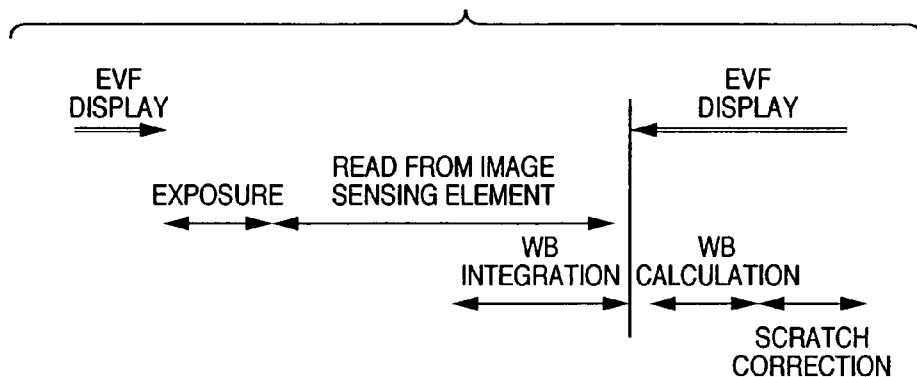 EVF
DISPLAY
EVF
DISPLAY
EXPOSURE
READ FROM IMAGE
SENSING ELEMENT
WB
INTEGRATION
WB
CALCULATION
SCRATCH
CORRECTION